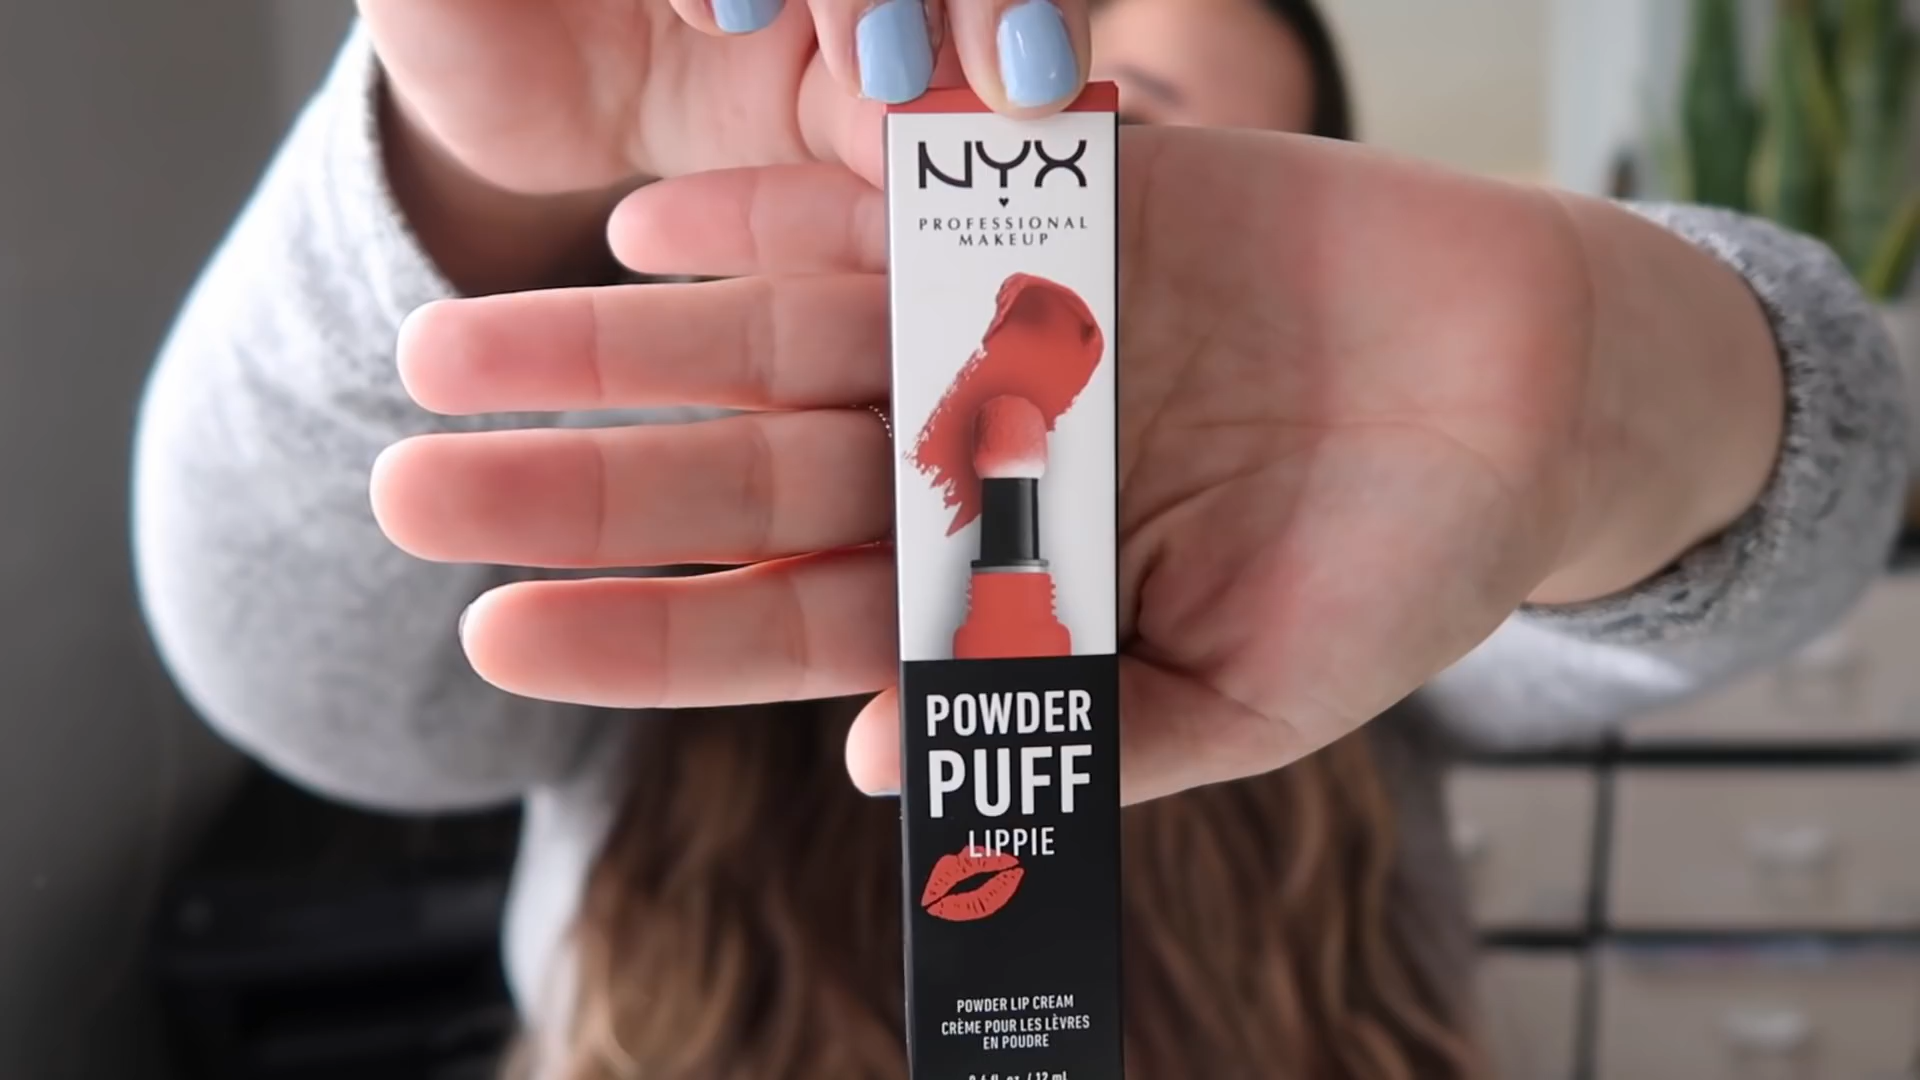 NYX
PROFESSIONAL
MAKEUP
POWDER
PUFF
LIPPIE
POWDER LIP CREAM
CRÈME POUR LES LÈVRES
EN POUDRE